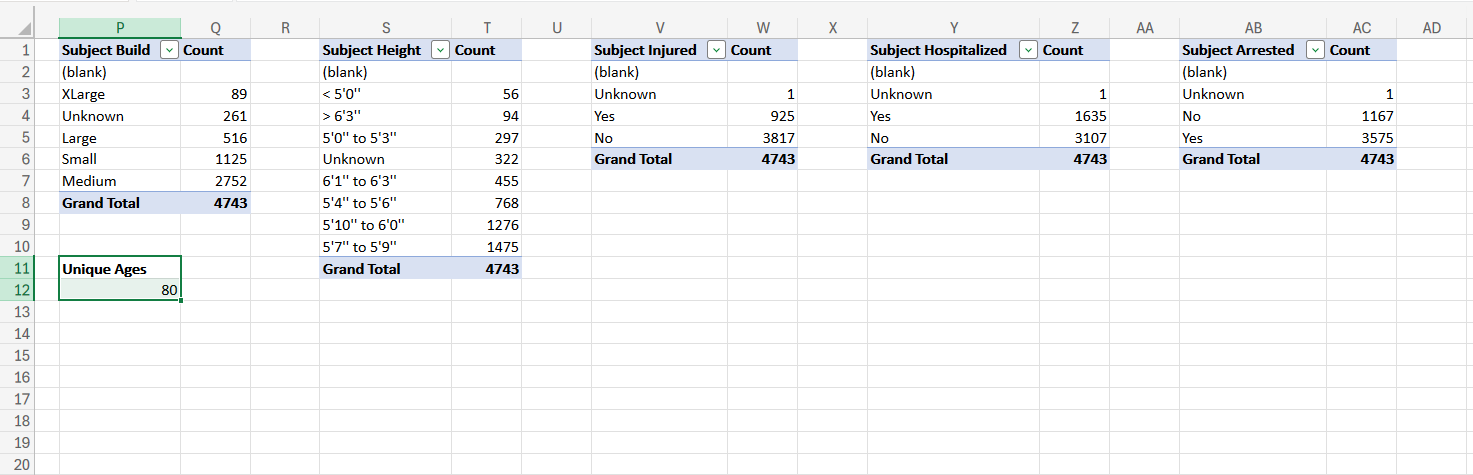 P Q R S T U V W X Y Z AA AB AC AD
1 Subject Build Count Subject Height Count Subject Injured Count Subject Hospitalized Count Subject Arrested Count
2 (blank) (blank) (blank) (blank) (blank)
3 XLarge 89 < 5'0" 56 Unknown 1 Unknown 1 Unknown 1
4 Unknown 261 > 6'3" 94 Yes 925 Yes 1635 No 1167
5 Large 516 5'0" to 5'3" 297 No 3817 No 3107 Yes 3575
6 Small 1125 Unknown 322 Grand Total 4743 Grand Total 4743 Grand Total 4743
7 Medium 2752 6'1" to 6'3" 455
8 Grand Total 4743 5'4" to 5'6" 768
9 5'10" to 6'0" 1276
10 5'7" to 5'9" 1475
11 Unique Ages Grand Total 4743
12 80
13
14
15
16
17
18
19
20